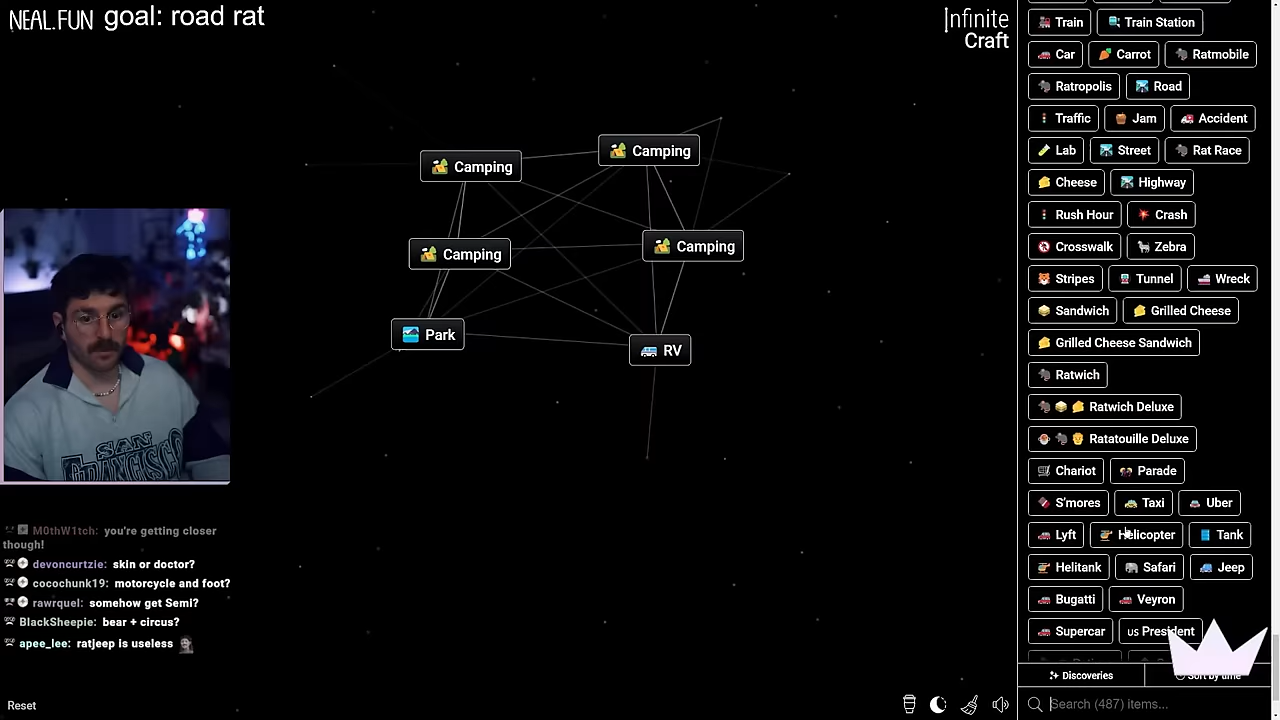 NEAL.FUN goal: road rat
Infinite
Craft
Camping
Camping
Camping
Camping
Park
RV
SAN
FRANCISCO
M0thW1tch: you're getting closer
though!
devoncurtzie: skin or doctor?
cocochunk19: motorcycle and foot?
rawrquel: somehow get Semi?
BlackSheepie: bear + circus?
apee_lee: ratjeep is useless
Reset
Train Train Station
Car Carrot Ratmobile
Ratropolis Road
Traffic Jam Accident
Lab Street Rat Race
Cheese Highway
Rush Hour Crash
Crosswalk Zebra
Stripes Tunnel Wreck
Sandwich Grilled Cheese
Grilled Cheese Sandwich
Ratwich
Ratwich Deluxe
Ratatouille Deluxe
Chariot Parade
S'mores Taxi Uber
Lyft Helicopter Tank
Helitank Safari Jeep
Bugatti Veyron
Supercar US President
Discoveries Sort by time
Search (487) items...